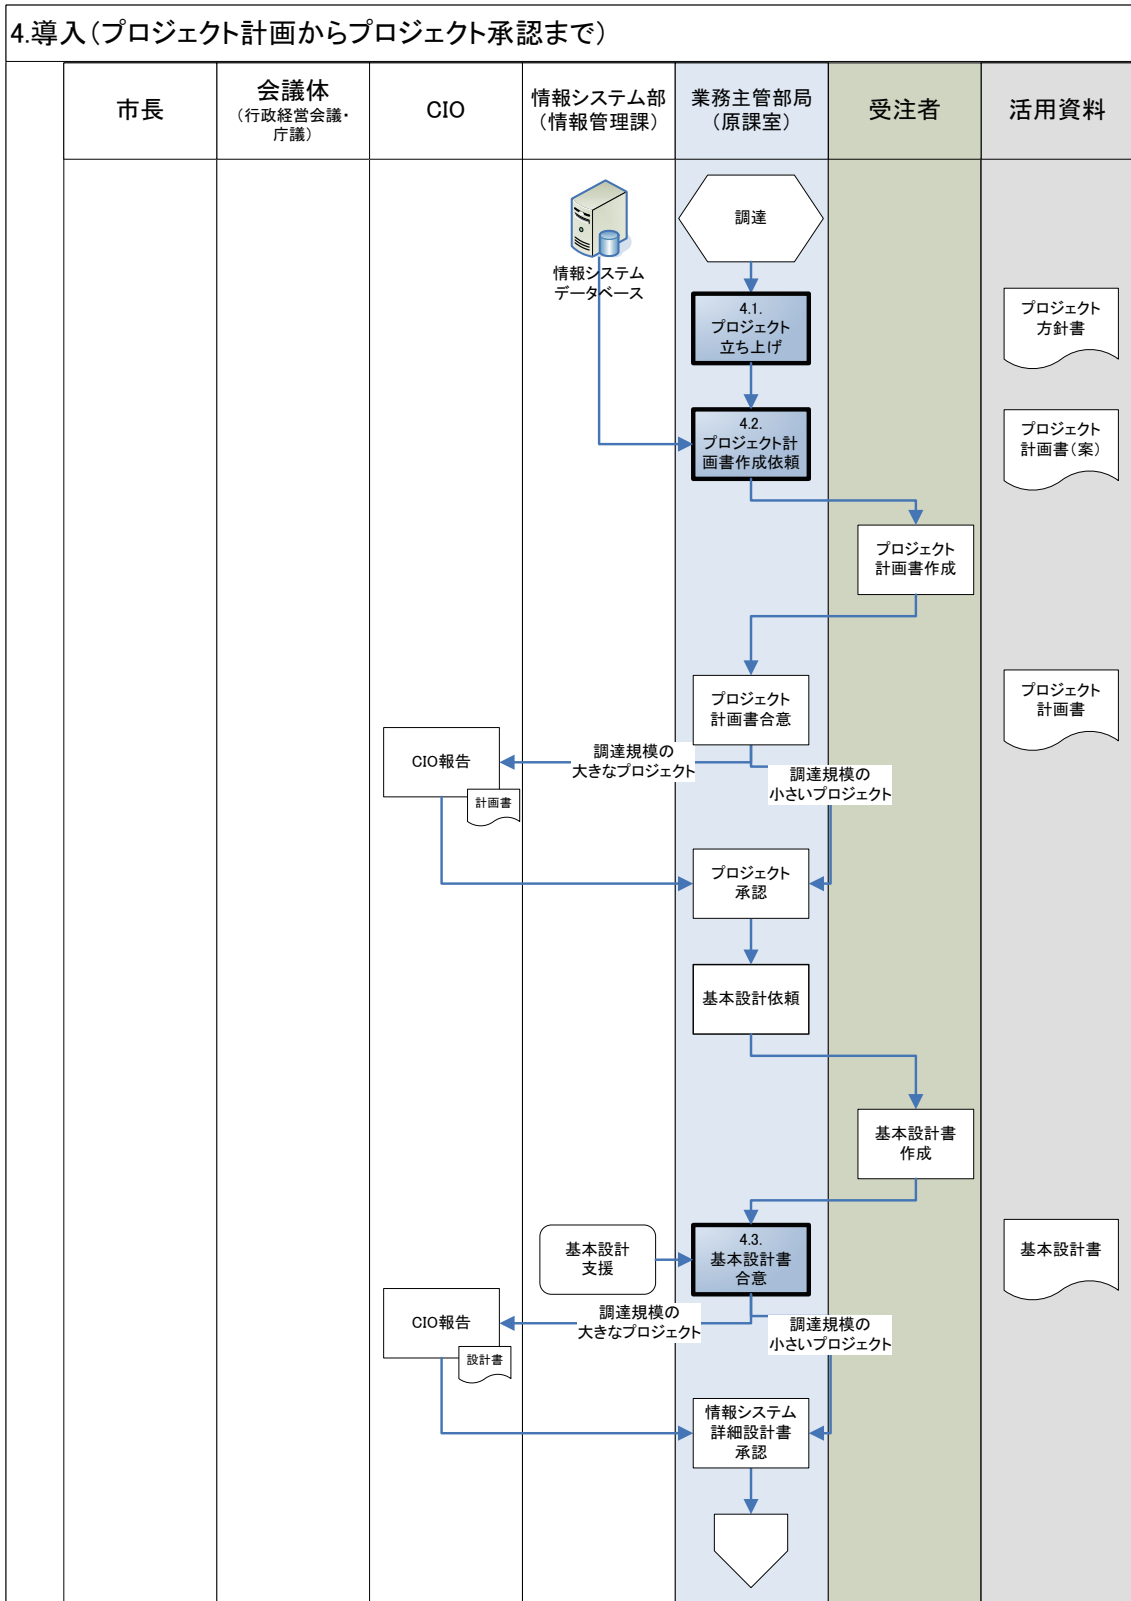 4.導入(プロジェクト計画からプロジェクト承認まで)
市長
会議体
(行政経営会議・
庁議)
CIO
情報システム部
(情報管理課)
業務主管部局
(原課室)
受注者
活用資料
調達
情報システム
データベース
4.1.
プロジェクト
立ち上げ
プロジェクト
方針書
4.2.
プロジェクト計
画書作成依頼
プロジェクト
計画書(案)
プロジェクト
計画書作成
プロジェクト
計画書合意
プロジェクト
計画書
CIO報告
計画書
調達規模の
大きなプロジェクト
調達規模の
小さいプロジェクト
プロジェクト
承認
基本設計依頼
基本設計書
作成
基本設計
支援
4.3.
基本設計書
合意
基本設計書
CIO報告
設計書
調達規模の
大きなプロジェクト
調達規模の
小さいプロジェクト
情報システム
詳細設計書
承認